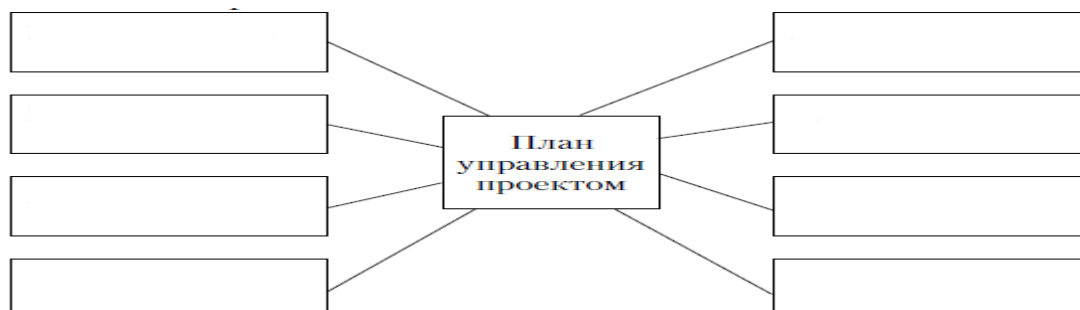 План
управления
проектом